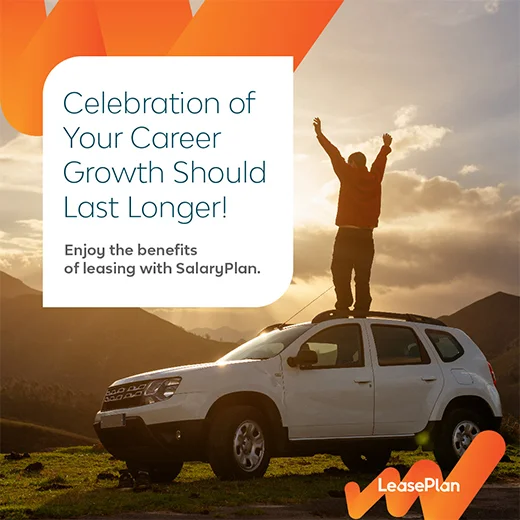 Celebration of
Your Career
Growth Should
Last Longer!
Enjoy the benefits
of leasing with SalaryPlan.
LeasePlan